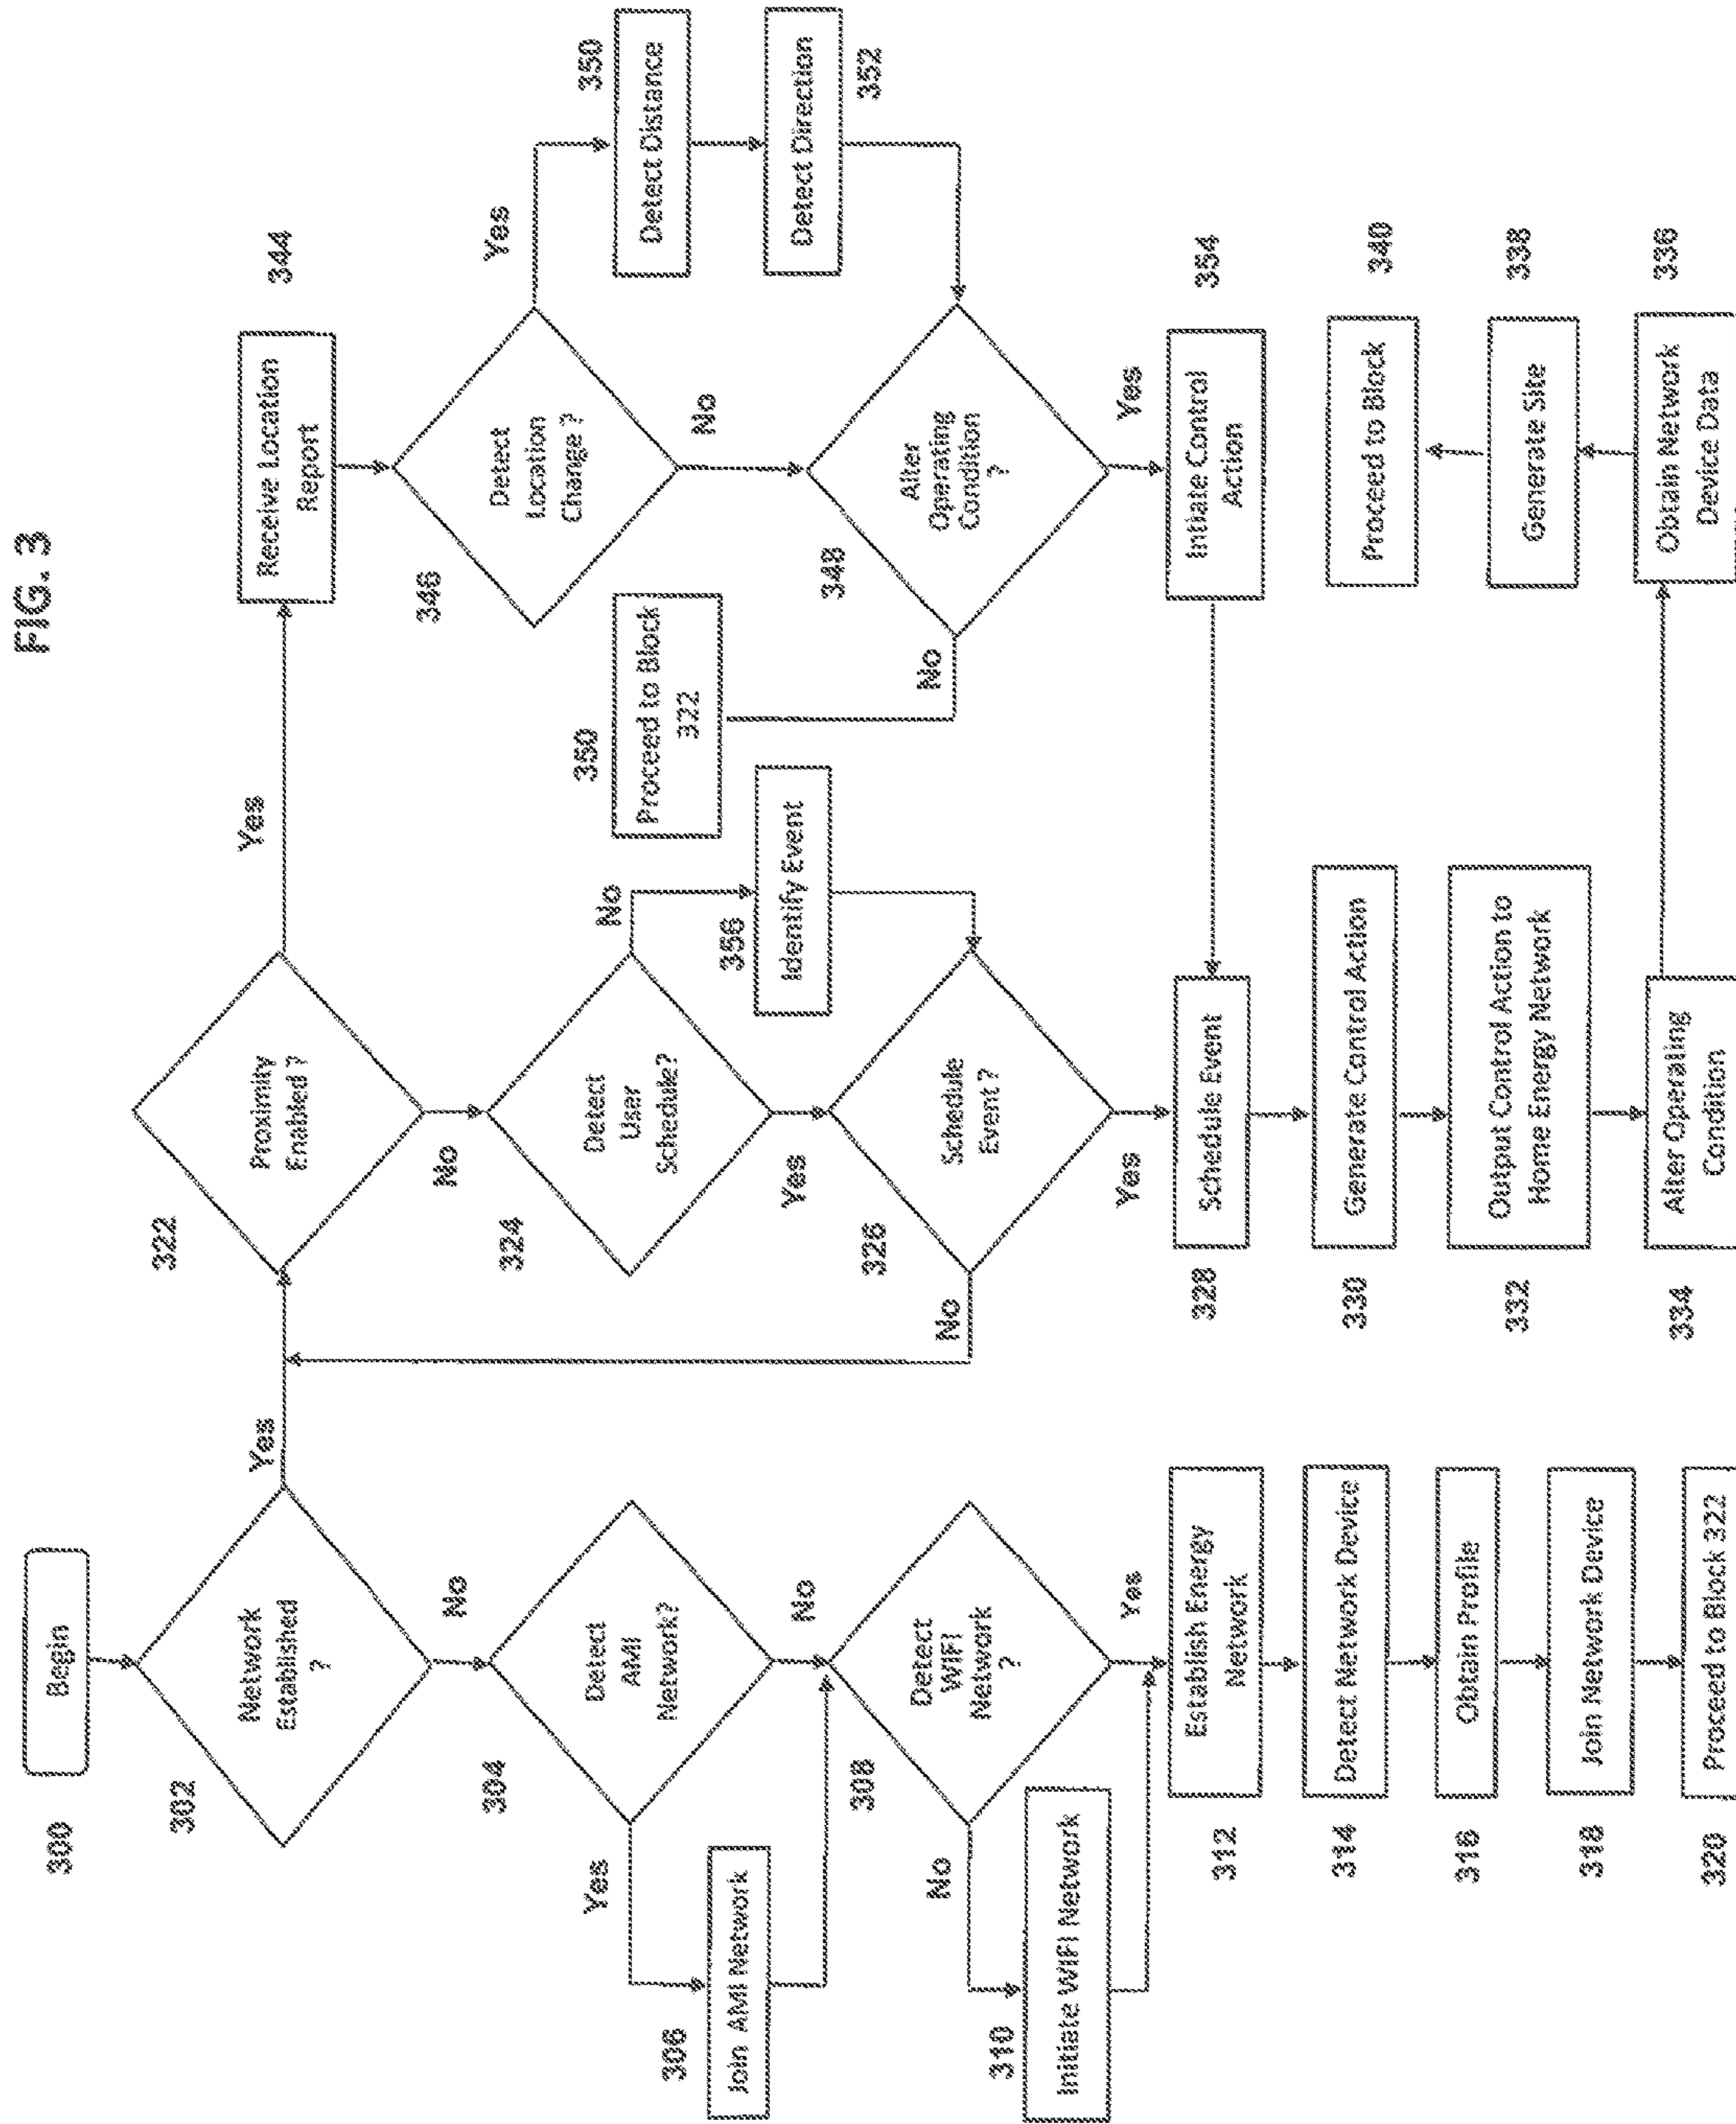 FIG. 3
300
Begin
302
Network
Established
?
Yes
No
304
Detect
AMI
Network?
Yes
No
306
Join AMI Network
308
Detect
WIFI
Network
?
No
Yes
310
Initiate WIFI Network
312
Establish Energy
Network
314
Detect Network Device
316
Obtain Profile
318
Join Network Device
320
Proceed to Block 322
322
Proximity
Enabled ?
Yes
No
324
Detect
User
Schedule?
No
Yes
356
Identify Event
326
Schedule
Event ?
No
Yes
328
Schedule Event
330
Generate Control Action
332
Output Control Action to
Home Energy Network
334
Alter Operating
Condition
344
Receive Location
Report
346
Detect
Location
Change ?
Yes
No
350
Detect Distance
352
Detect Direction
348
Alter
Operating
Condition
?
No
Yes
350
Proceed to Block
322
354
Intiate Control
Action
340
Proceed to Block
338
Generate Site
336
Obtain Network
Device Data